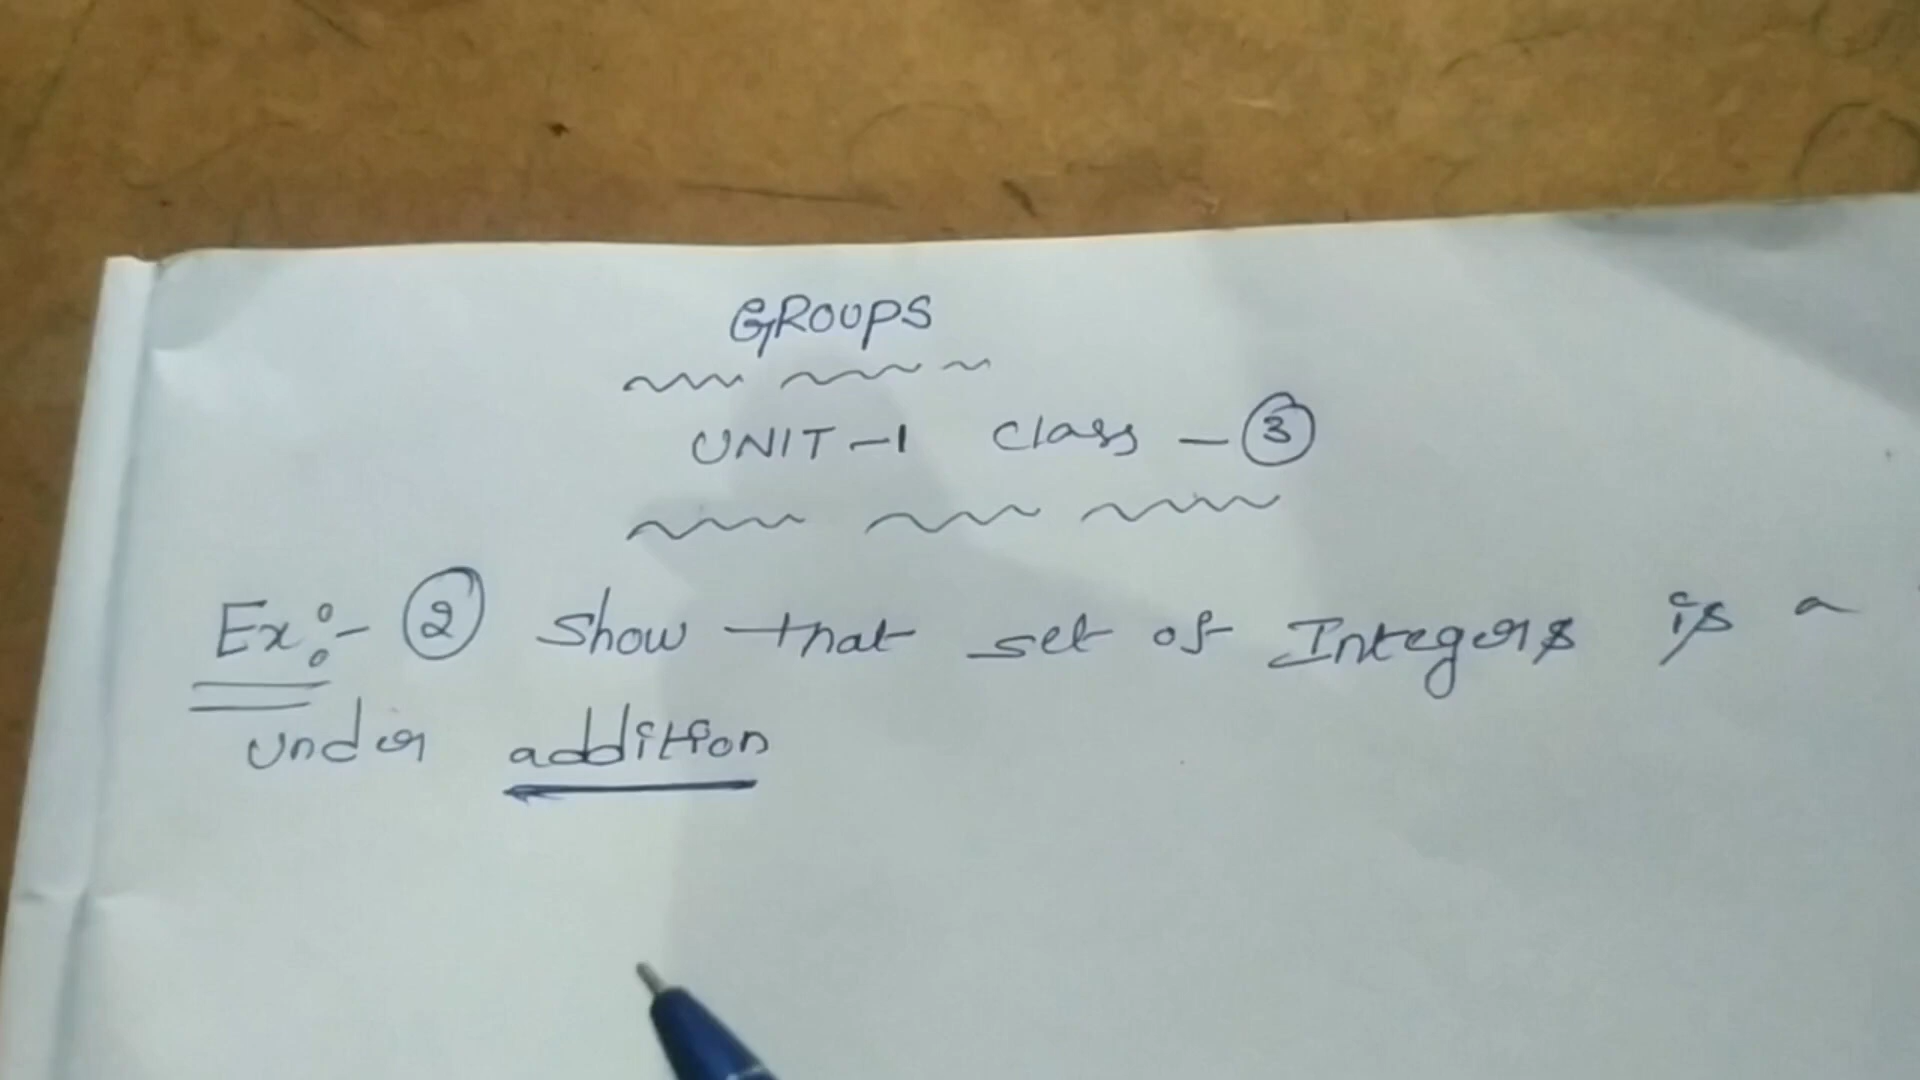 GROUPS
UNIT-1 class - 3
Ex:- 2 Show that set of Integers is a
under addition